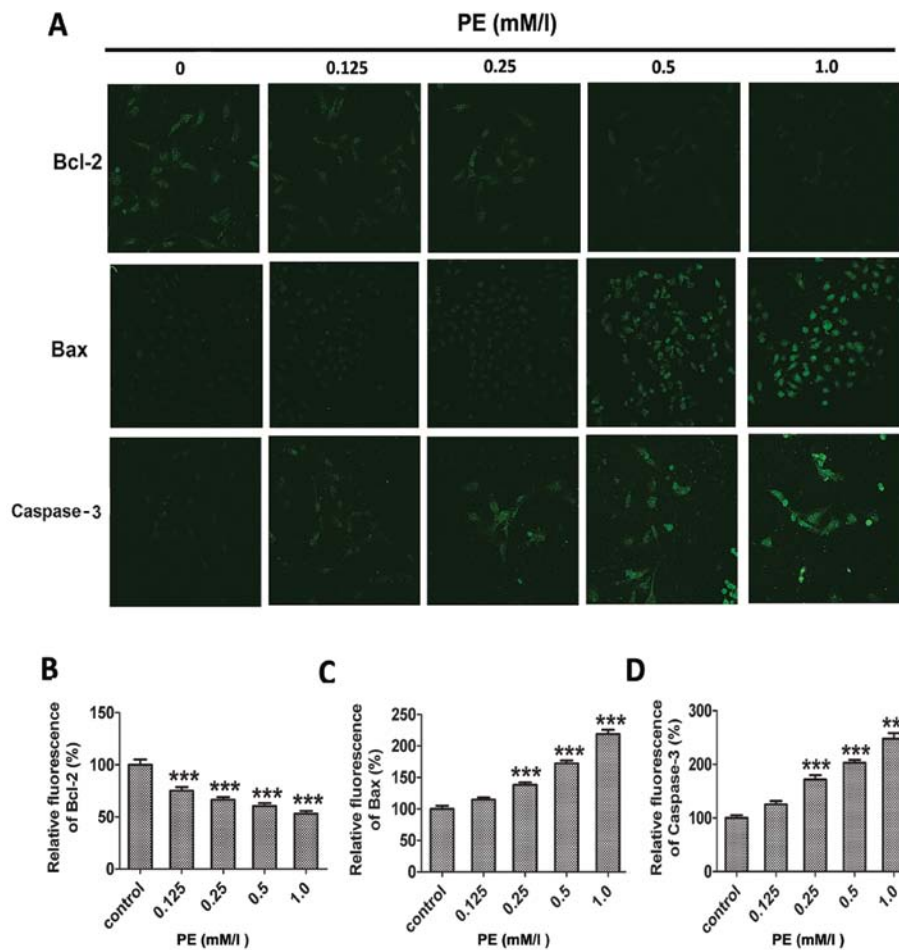 A
PE (mM/l)
0 0.125 0.25 0.5 1.0
Bcl-2
Bax
Caspase-3
B
Relative fluorescence
of Bcl-2 (%)
150
100
50
0
*** *** *** ***
control 0.125 0.25 0.5 1.0
PE (mM/l )
C
Relative fluorescence
of Bax (%)
250
200
150
100
50
0
*** *** ***
control 0.125 0.25 0.5 1.0
PE (mM/l )
D
Relative fluorescence
of Caspase-3 (%)
300
200
100
0
*** *** **
control 0.125 0.25 0.5 1.0
PE (mM/l )